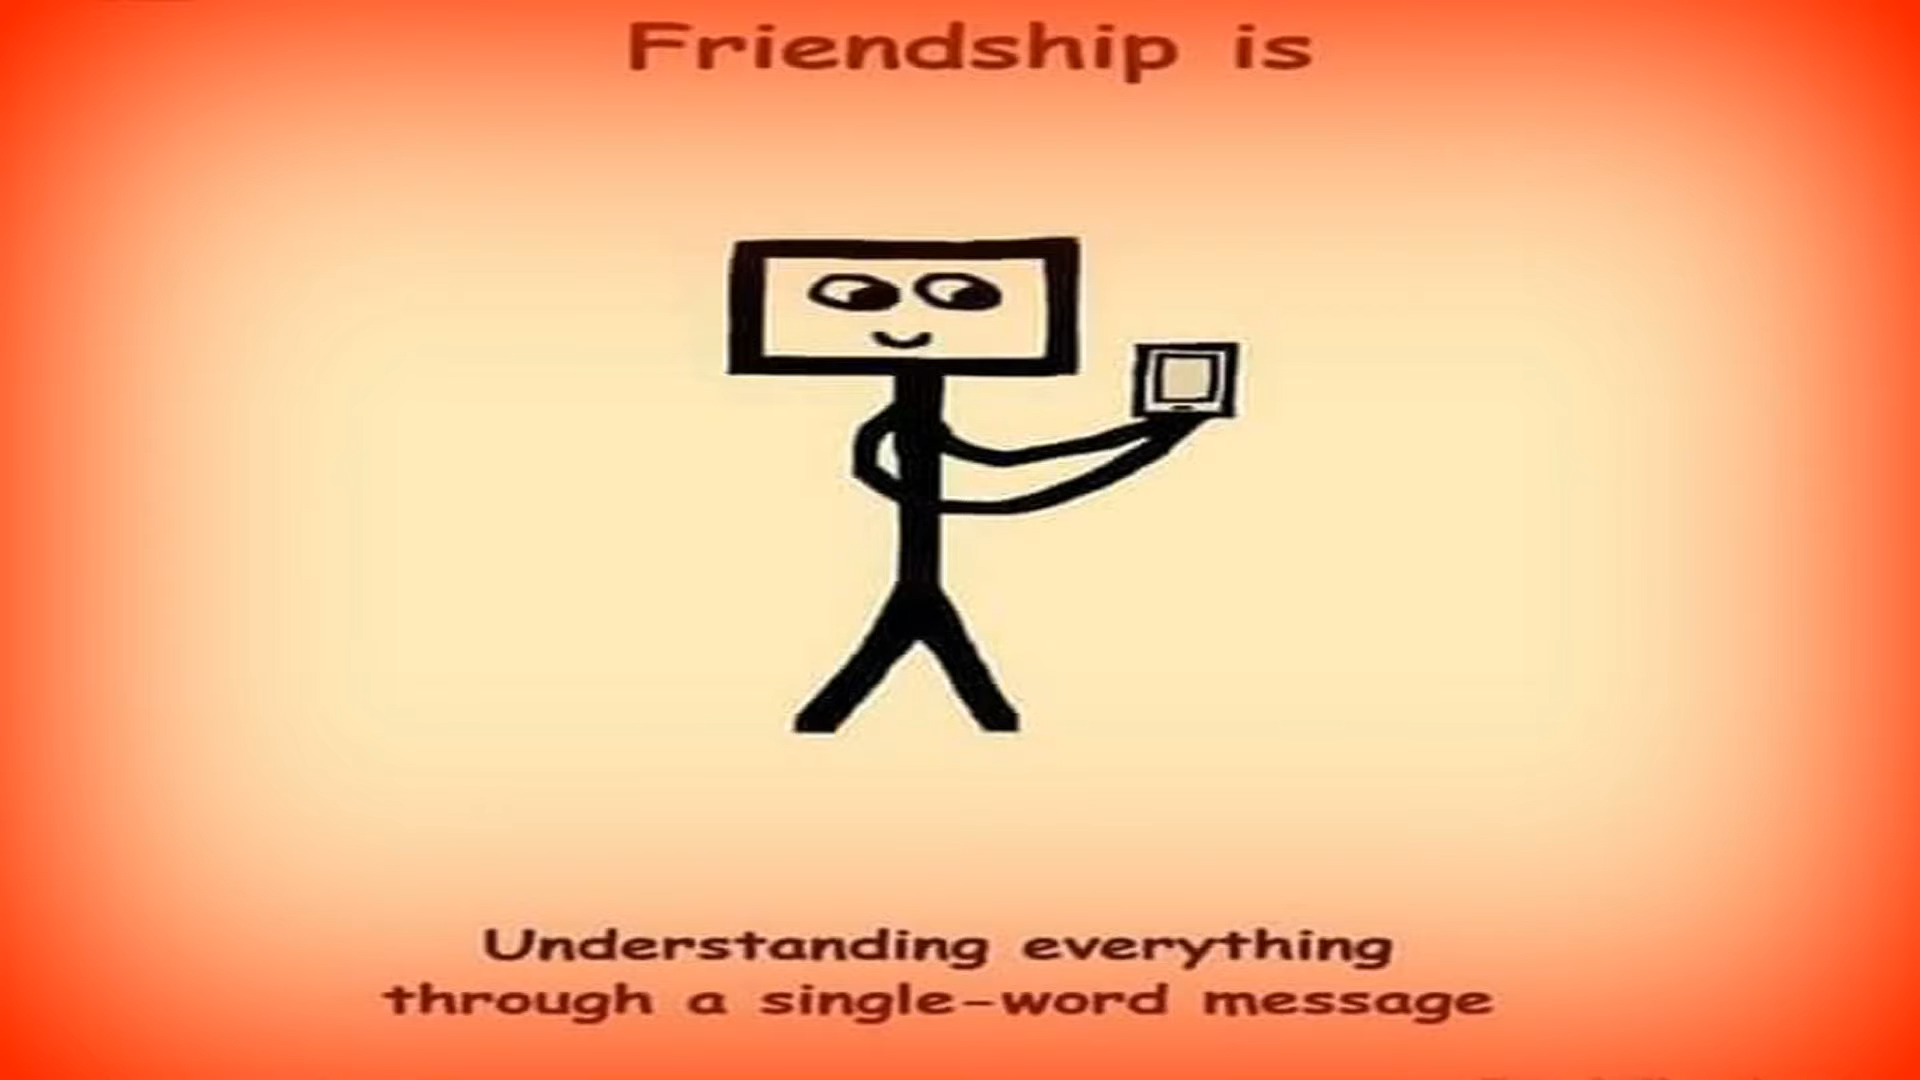 Friendship is
Understanding everything
through a single-word message